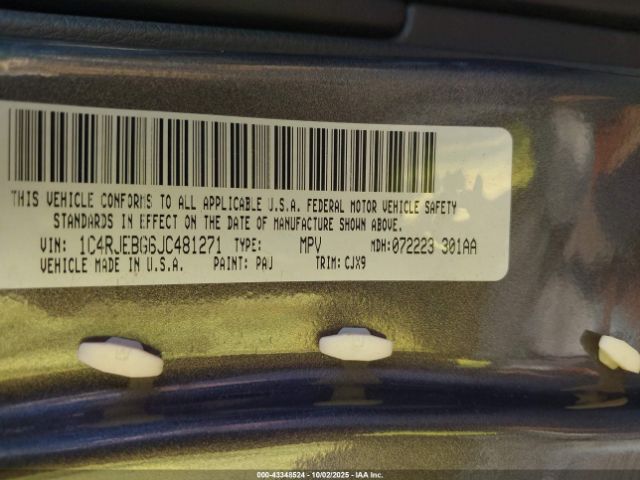 THIS VEHICLE CONFORMS TO ALL APPLICABLE U.S.A. FEDERAL MOTOR VEHICLE SAFETY
STANDARDS IN EFFECT ON THE DATE OF MANUFACTURE SHOWN ABOVE.
VIN: 1C4RJEBG6JC481271 TYPE: MPV MDH:072223 301AA
VEHICLE MADE IN U.S.A. PAINT: PAJ TRIM:CJX9
000-43348524 - 10/02/2025 - IAA Inc.